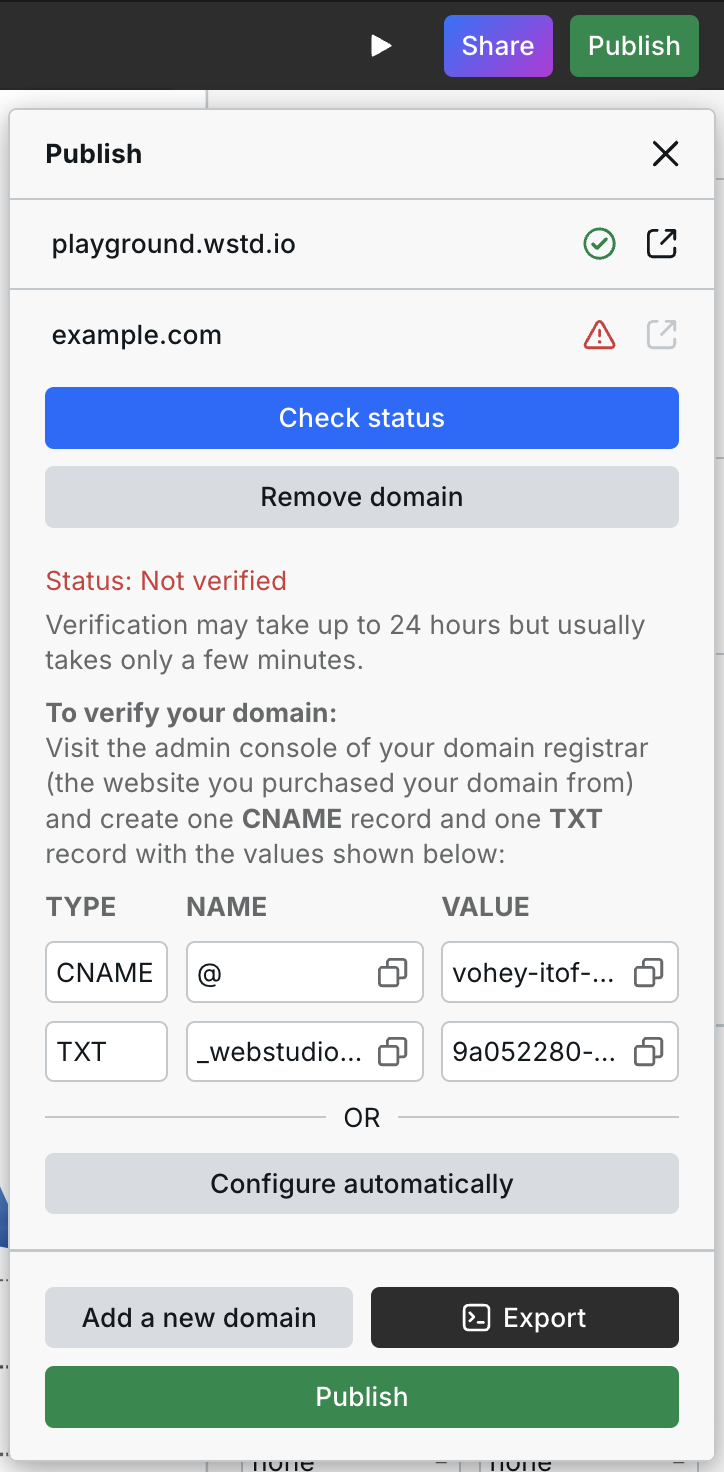 Share Publish
Publish
playground.wstd.io
example.com
Check status
Remove domain
Status: Not verified
Verification may take up to 24 hours but usually
takes only a few minutes.
To verify your domain:
Visit the admin console of your domain registrar
(the website you purchased your domain from)
and create one CNAME record and one TXT
record with the values shown below:
TYPE NAME VALUE
CNAME @ vohey-itof-...
TXT _webstudio... 9a052280-...
OR
Configure automatically
Add a new domain Export
Publish
none none